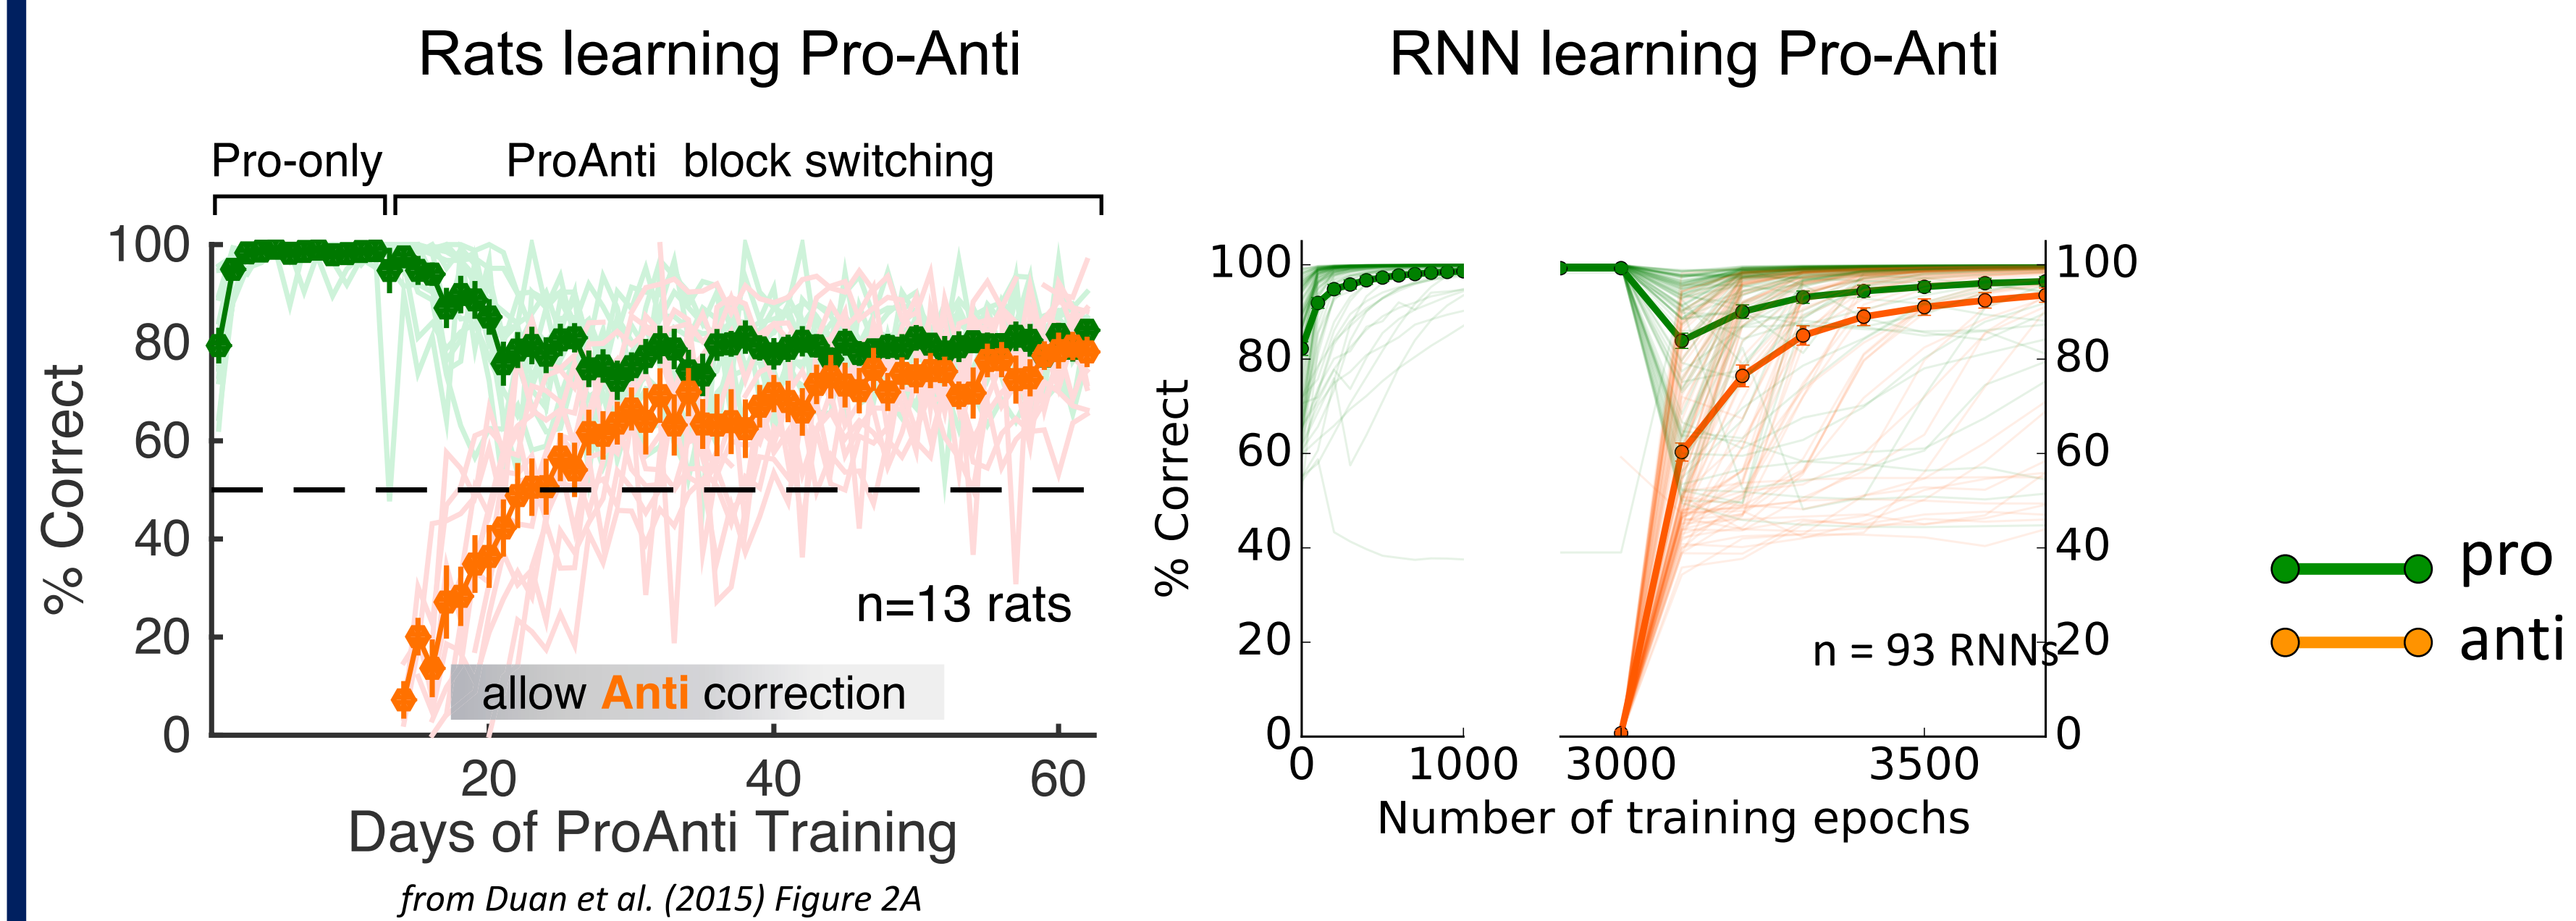 Rats learning Pro-Anti
Pro-only ProAnti block switching
100
80
60
40
20
0
% Correct
n=13 rats
allow Anti correction
20 40 60
Days of ProAnti Training
from Duan et al. (2015) Figure 2A
RNN learning Pro-Anti
100
80
60
40
20
0
% Correct
100
80
60
40
20
0
n = 93 RNNs
0 1000 3000 3500
Number of training epochs
pro
anti